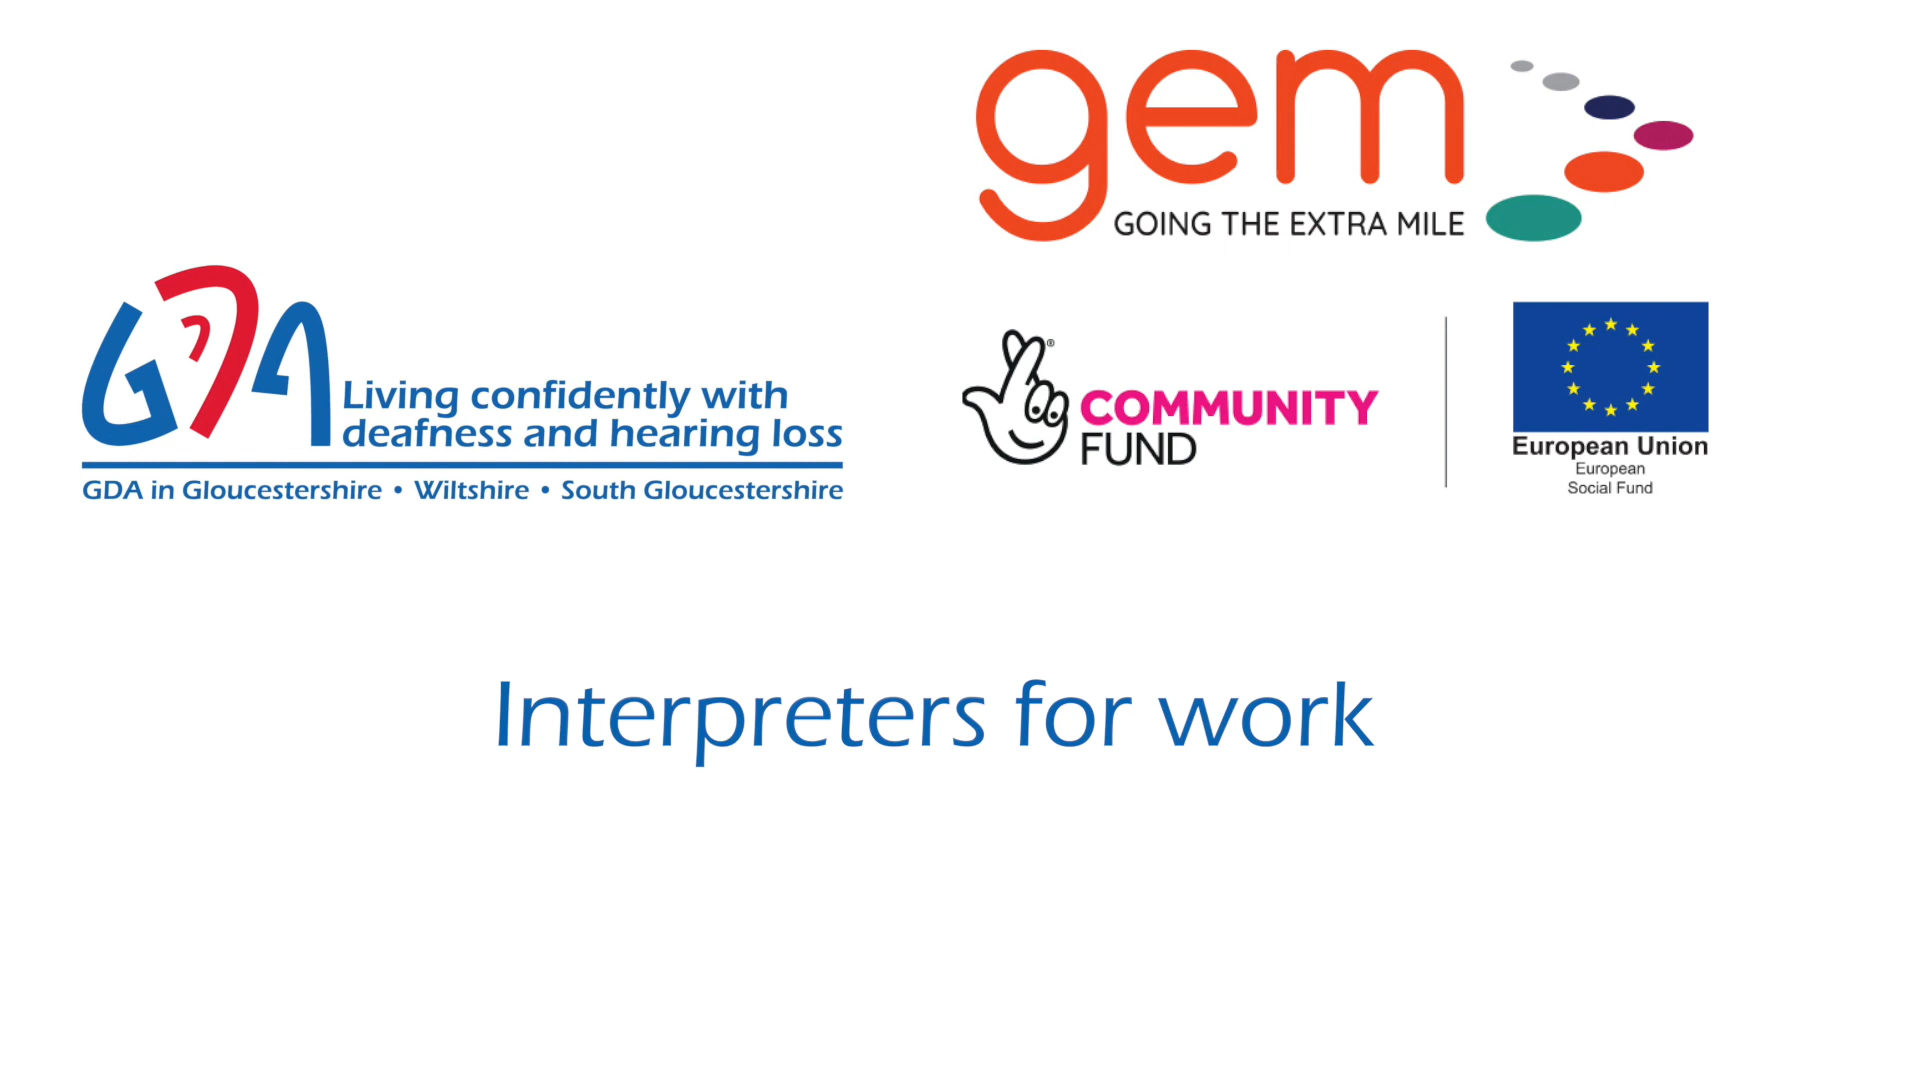 gem
GOING THE EXTRA MILE
GDA
Living confidently with
deafness and hearing loss
GDA in Gloucestershire • Wiltshire • South Gloucestershire
®
COMMUNITY
FUND
European Union
European
Social Fund
Interpreters for work